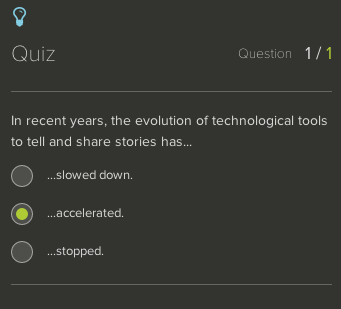 Quiz
Question 1 / 1
In recent years, the evolution of technological tools
to tell and share stories has...
...slowed down.
...accelerated.
...stopped.